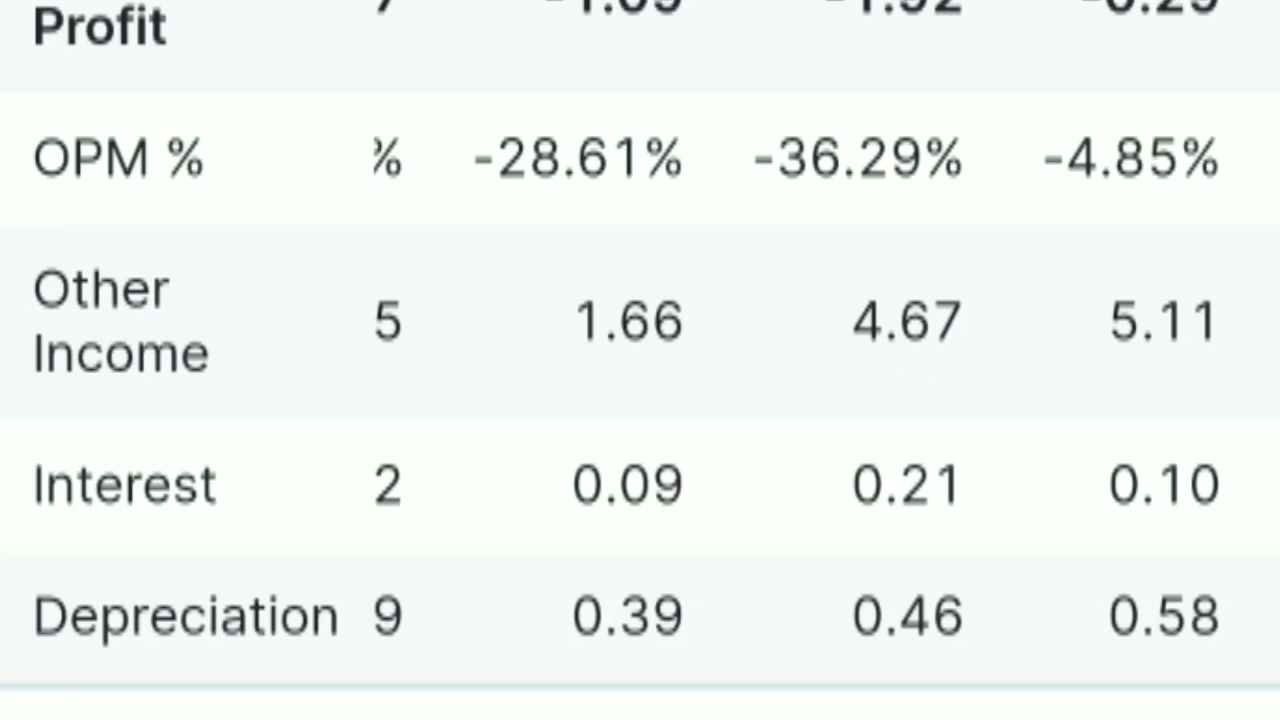 Profit
OPM % % -28.61% -36.29% -4.85%
Other
Income 5 1.66 4.67 5.11
Interest 2 0.09 0.21 0.10
Depreciation 9 0.39 0.46 0.58